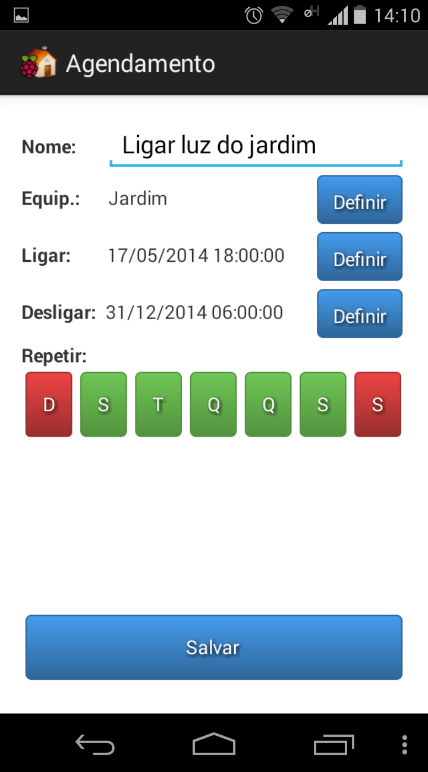 14:10
Agendamento
Nome: Ligar luz do jardim
Equip.: Jardim Definir
Ligar: 17/05/2014 18:00:00 Definir
Desligar: 31/12/2014 06:00:00 Definir
Repetir:
D S T Q Q S S
Salvar